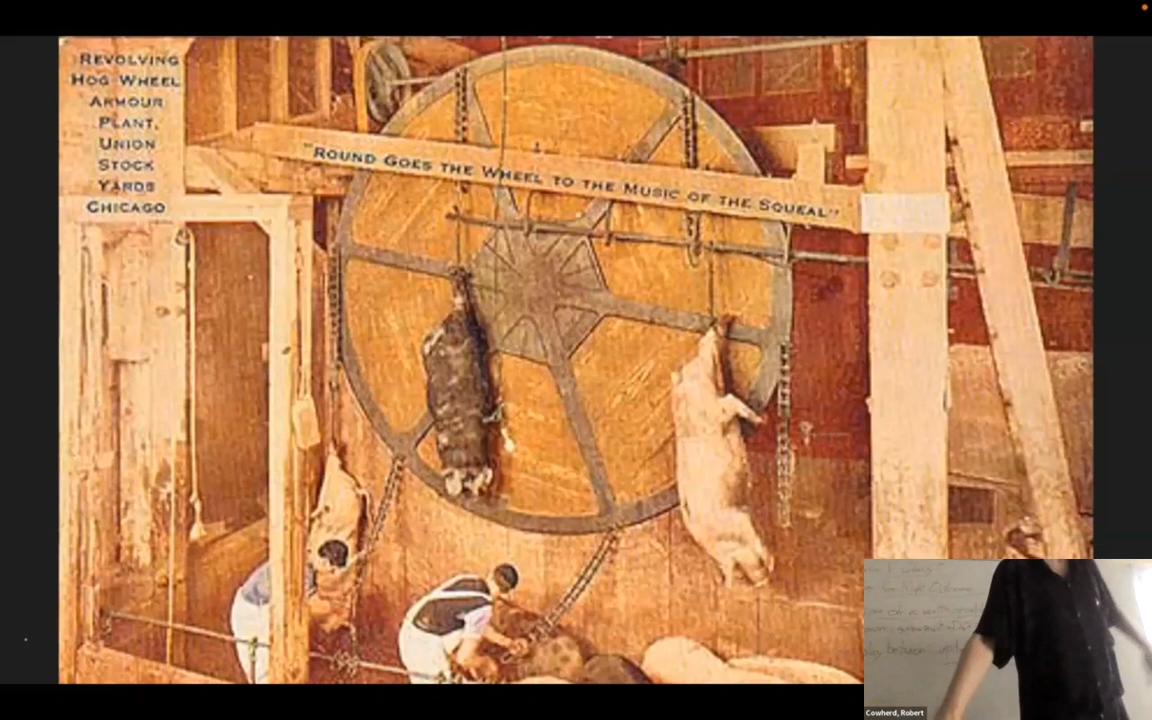 REVOLVING
HOG WHEEL
ARMOUR
PLANT,
UNION
STOCK
YARDS
CHICAGO
"ROUND GOES THE WHEEL TO THE MUSIC OF THE SQUEAL"
Cowherd, Robert